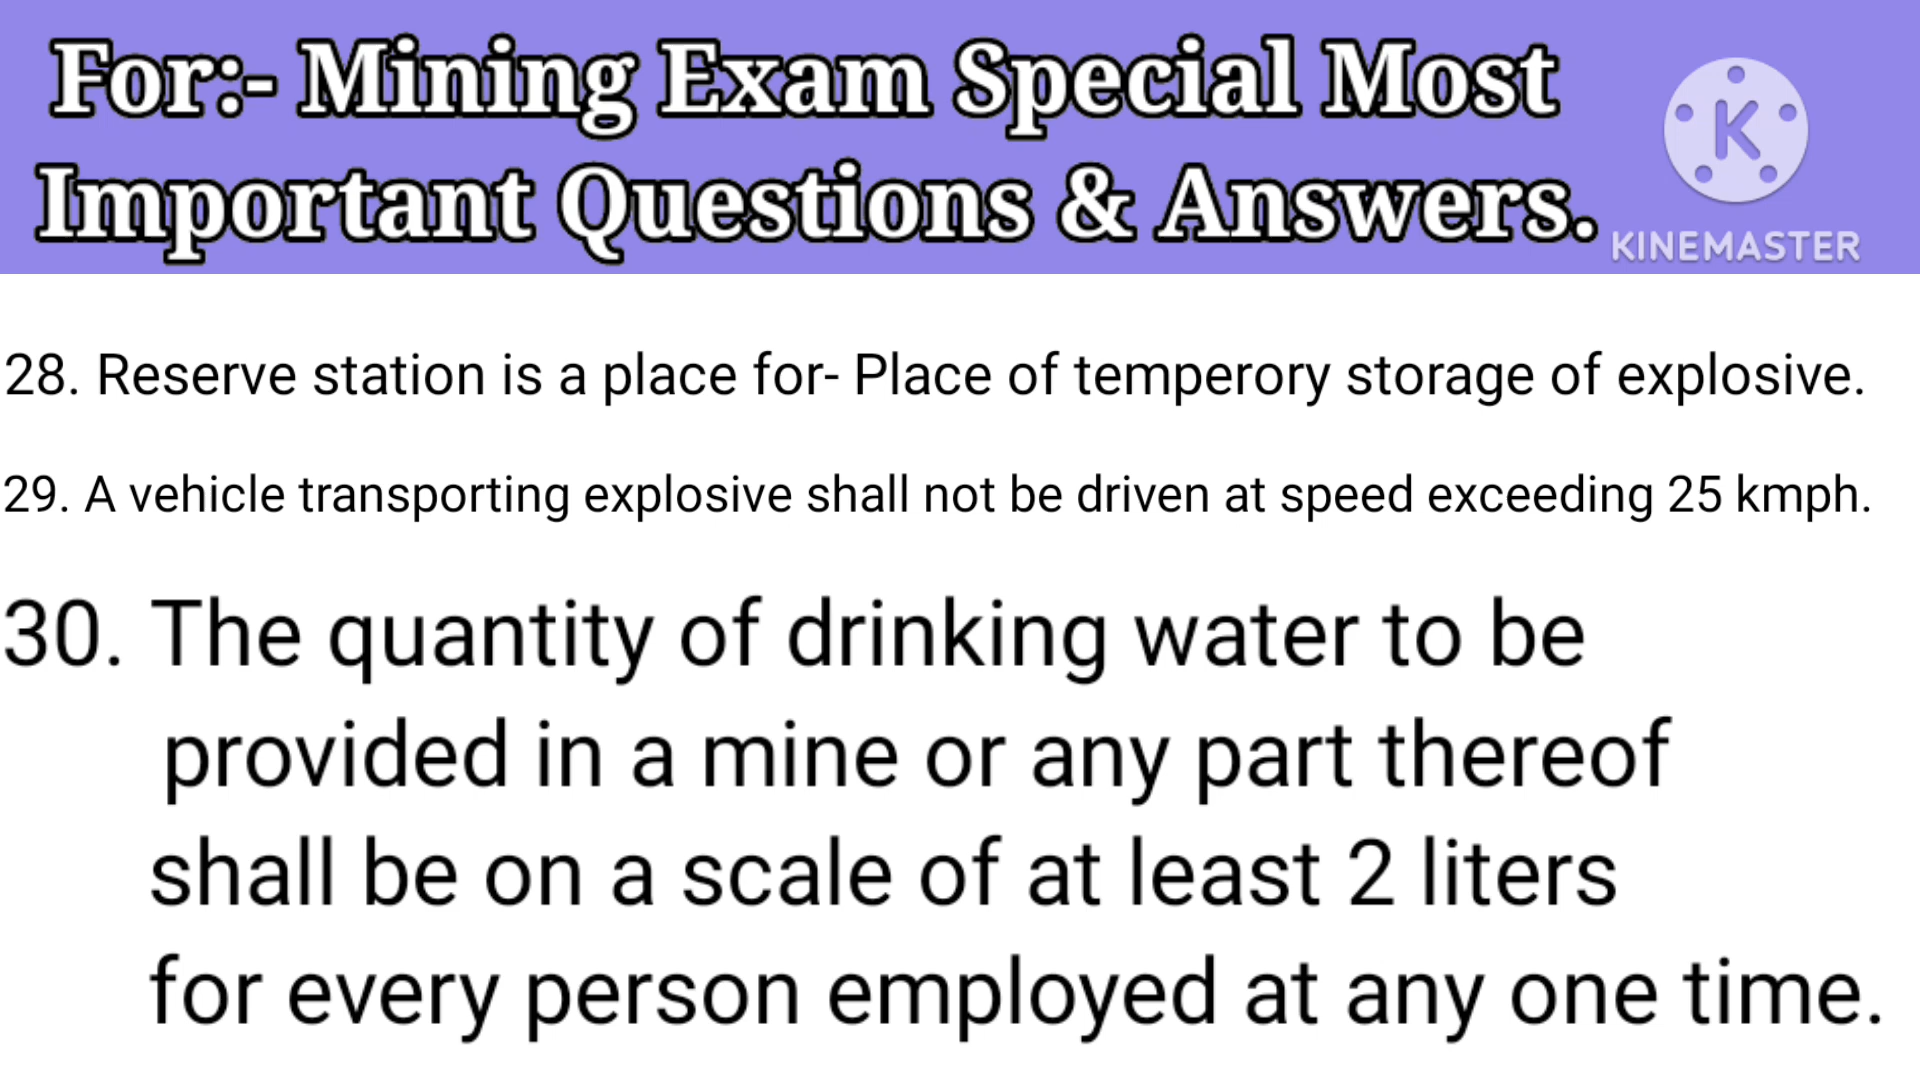 For:- Mining Exam Special Most
Important Questions & Answers.
K
KINEMASTER
28. Reserve station is a place for- Place of temperory storage of explosive.
29. A vehicle transporting explosive shall not be driven at speed exceeding 25 kmph.
30. The quantity of drinking water to be
provided in a mine or any part thereof
shall be on a scale of at least 2 liters
for every person employed at any one time.